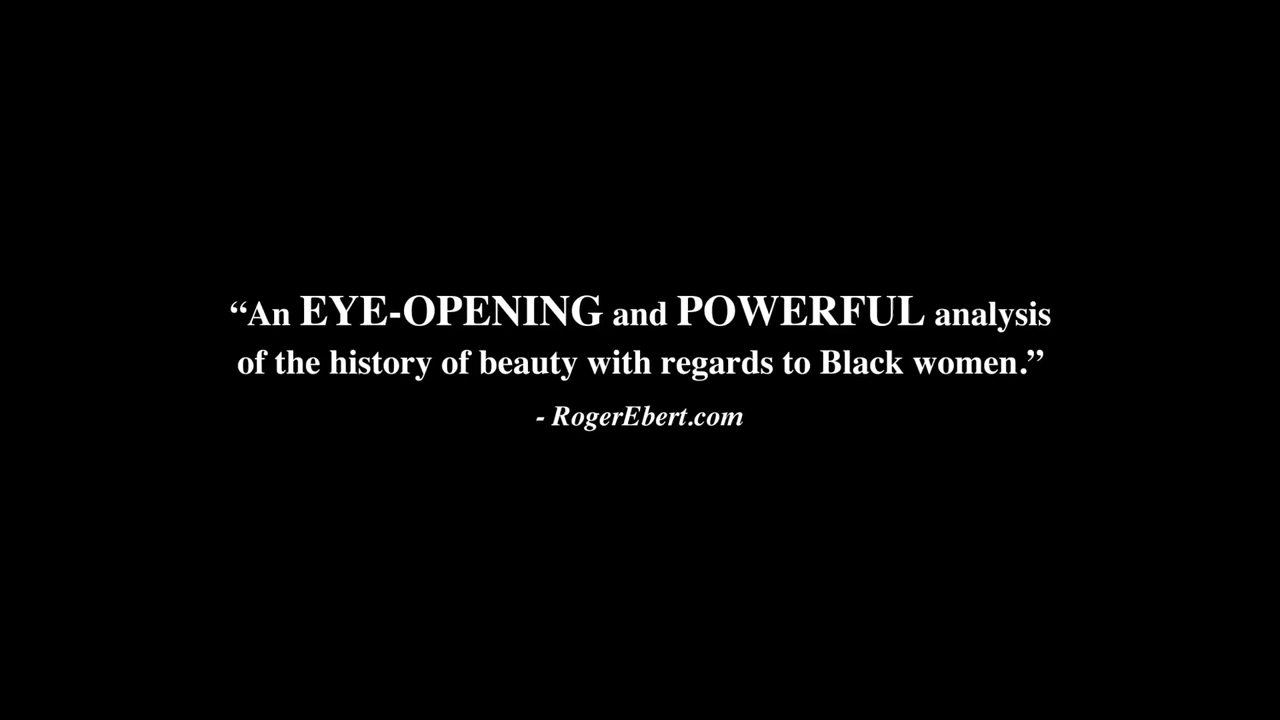 “An EYE-OPENING and POWERFUL analysis
of the history of beauty with regards to Black women.”
- RogerEbert.com